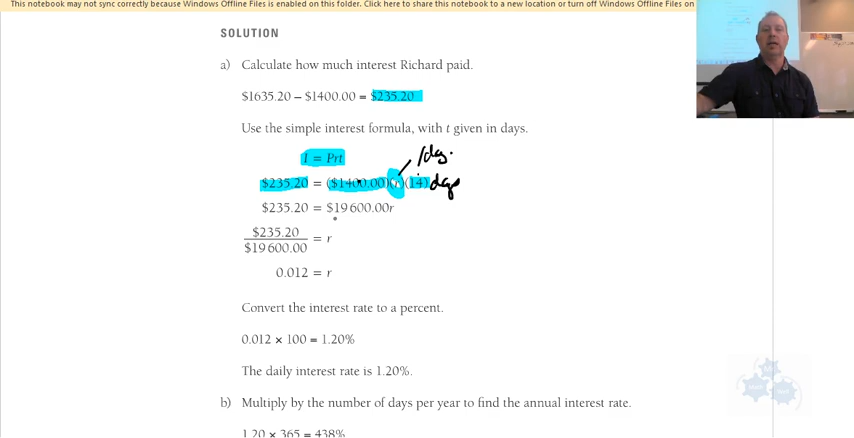 This notebook may not sync correctly because Windows Offline Files is enabled on this folder. Click here to share this notebook to a new location or turn off Windows Offline Files on
SOLUTION
a) Calculate how much interest Richard paid.
$1635.20 – $1400.00 = $235.20
Use the simple interest formula, with t given in days.
I = Prt
/day.
$235.20 = ($1400.00)(r)(14) days
$235.20 = $19 600.00r
$235.20
$19 600.00 = r
0.012 = r
Convert the interest rate to a percent.
0.012 × 100 = 1.20%
The daily interest rate is 1.20%.
b) Multiply by the number of days per year to find the annual interest rate.
1.20 × 365 = 438%